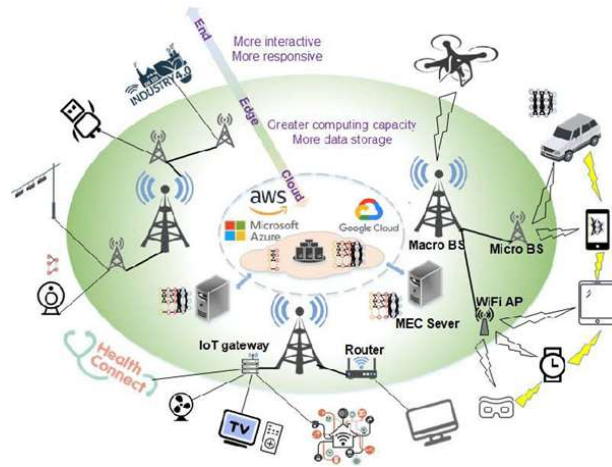 End
More interactive
More responsive
INDUSTRY 4.0
Edge
Greater computing capacity
More data storage
Cloud
aws
Microsoft
Azure
Google Cloud
Macro BS
Micro BS
MEC Sever
WiFi AP
IoT gateway
Router
Health
Connect
TV